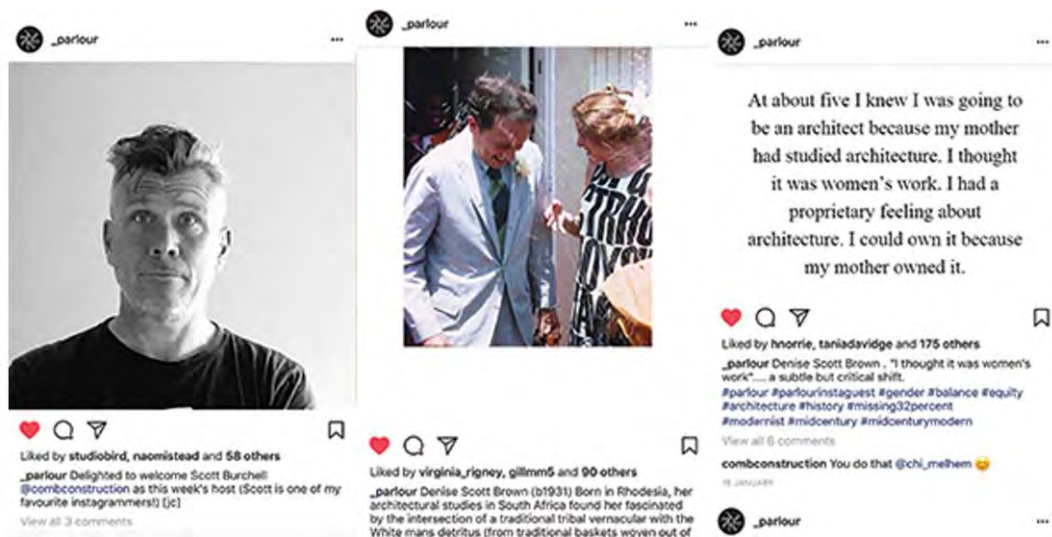 _parlour
Liked by studiobird, naomistead and 58 others
_parlour Delighted to welcome Scott Burchell
@combconstruction as this week's host (Scott is one of my
favourite instagrammers!) [jc]
View all 3 comments
_parlour
Liked by virginia_rigney, gillmm5 and 90 others
_parlour Denise Scott Brown (b1931) Born in Rhodesia, her
architectural studies in South Africa found her fascinated
by the intersection of a traditional tribal vernacular with the
White mans detritus (from traditional baskets woven out of
_parlour
At about five I knew I was going to
be an architect because my mother
had studied architecture. I thought
it was women's work. I had a
proprietary feeling about
architecture. I could own it because
my mother owned it.
Liked by hnorrie, taniadavidge and 175 others
_parlour Denise Scott Brown . "I thought it was women's
work".... a subtle but critical shift.
#parlour #parlourinstaguest #gender #balance #equity
#architecture #history #missing32percent
#modernist #midcentury #midcenturymodern
View all 6 comments
combconstruction You do that @chi_melhem 😊
JANUARY
_parlour